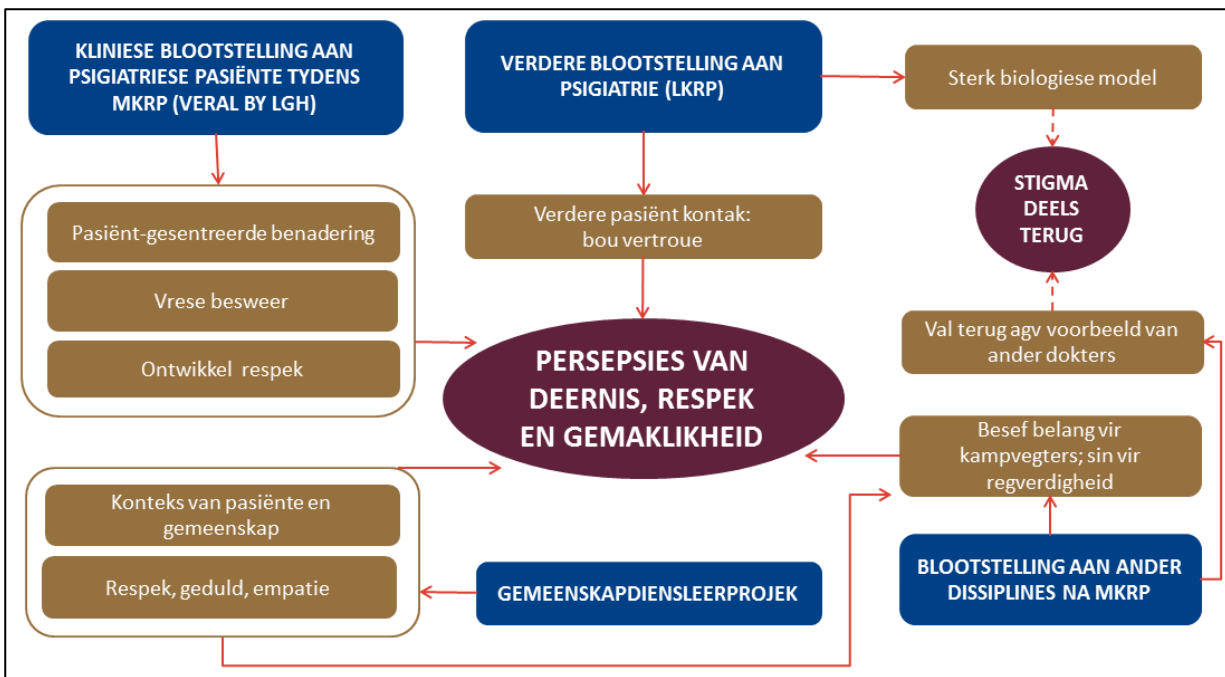 KLINIESE BLOOTSTELLING AAN
PSIGIATRIESE PASIËNTE TYDENS
MKRP (VERAL BY LGH)
Pasiënt-gesentreerde benadering
Vrese besweer
Ontwikkel respek
VERDERE BLOOTSTELLING AAN
PSIGIATRIE (LKRP)
Verdere pasiënt kontak:
bou vertroue
Sterk biologiese model
STIGMA
DEELS
TERUG
Val terug agv voorbeeld van
ander dokters
PERSEPSIES VAN
DEERNIS, RESPEK
EN GEMAKLIKHEID
Besef belang vir
kampvegters; sin vir
regverdigheid
Konteks van pasiënte en
gemeenskap
Respek, geduld, empatie
GEMEENSKAPDIENSLEERPROJEK
BLOOTSTELLING AAN ANDER
DISSIPLINES NA MKRP